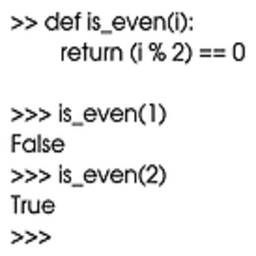 >> def is_even(i):
return (i % 2) == 0
>>> is_even(1)
False
>>> is_even(2)
True
>>>